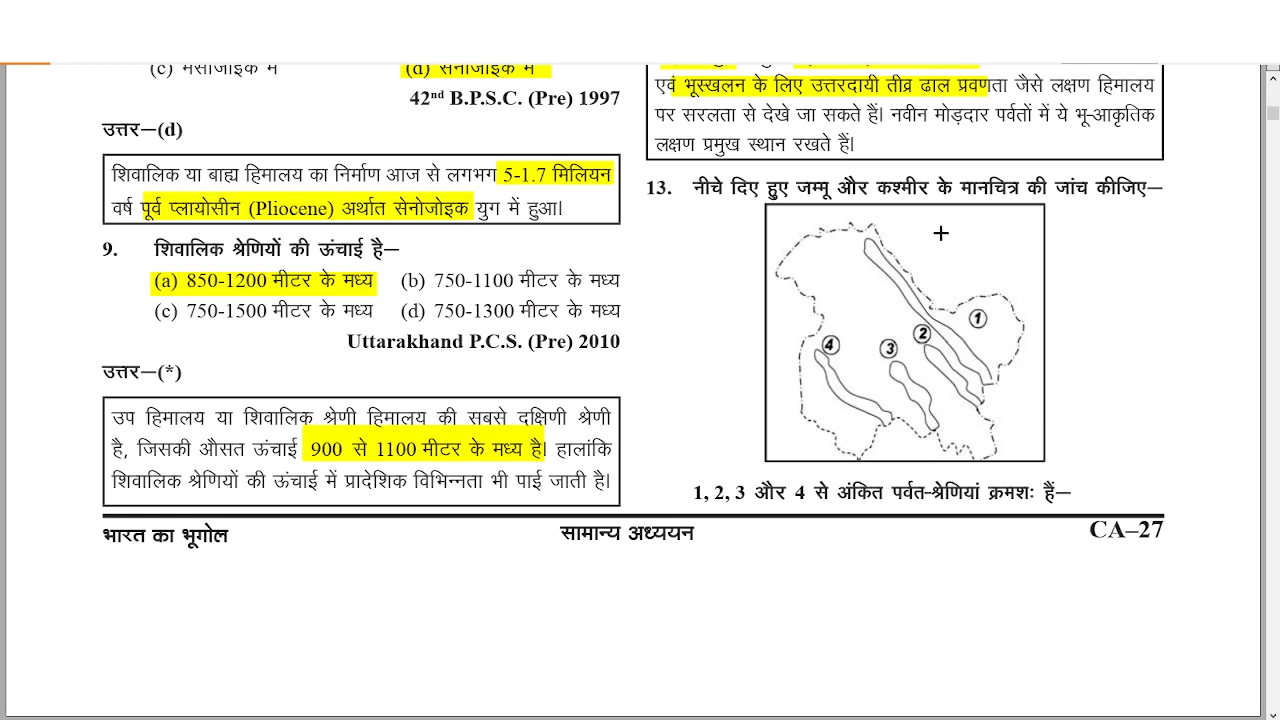 (c) मेसोजोइक में
(d) सेनोजोइक में
42nd B.P.S.C. (Pre) 1997
उत्तर–(d)
शिवालिक या बाह्य हिमालय का निर्माण आज से लगभग 5-1.7 मिलियन
वर्ष पूर्व प्लायोसीन (Pliocene) अर्थात सेनोजोइक युग में हुआ।
9. शिवालिक श्रेणियों की ऊंचाई है–
(a) 850-1200 मीटर के मध्य (b) 750-1100 मीटर के मध्य
(c) 750-1500 मीटर के मध्य (d) 750-1300 मीटर के मध्य
Uttarakhand P.C.S. (Pre) 2010
उत्तर–(*)
उप हिमालय या शिवालिक श्रेणी हिमालय की सबसे दक्षिणी श्रेणी
है, जिसकी औसत ऊंचाई 900 से 1100 मीटर के मध्य है। हालांकि
शिवालिक श्रेणियों की ऊंचाई में प्रादेशिक विभिन्नता भी पाई जाती है।
एवं भूस्खलन के लिए उत्तरदायी तीव्र ढाल प्रवणता जैसे लक्षण हिमालय
पर सरलता से देखे जा सकते हैं। नवीन मोड़दार पर्वतों में ये भू-आकृतिक
लक्षण प्रमुख स्थान रखते हैं।
13. नीचे दिए हुए जम्मू और कश्मीर के मानचित्र की जांच कीजिए–
1
2
3
4
1, 2, 3 और 4 से अंकित पर्वत-श्रेणियां क्रमशः हैं–
भारत का भूगोल
सामान्य अध्ययन
CA–27